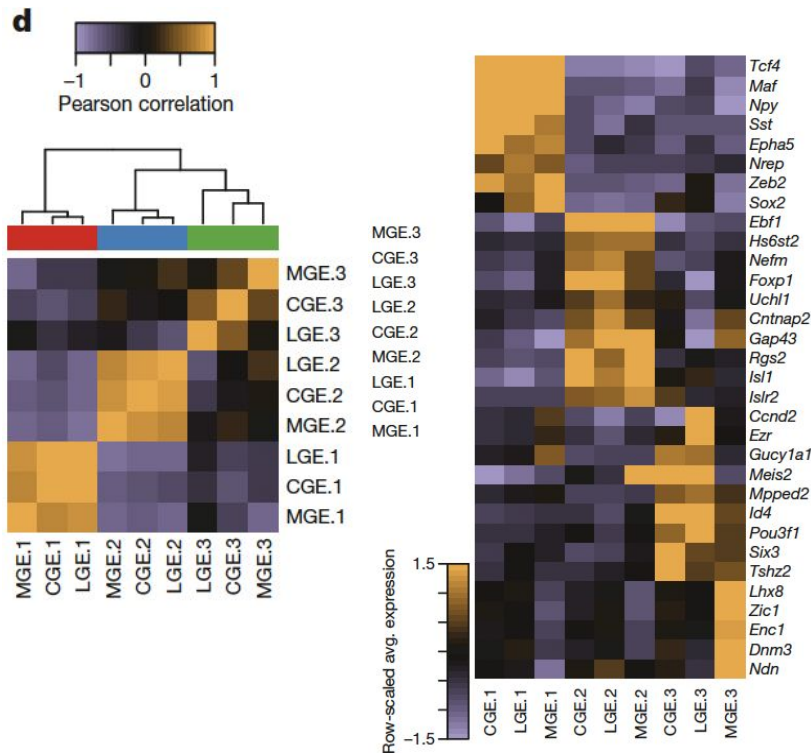 d
−1 0 1
Pearson correlation
MGE.3
CGE.3
LGE.3
LGE.2
CGE.2
MGE.2
LGE.1
CGE.1
MGE.1
MGE.1 CGE.1 LGE.1 MGE.2 CGE.2 LGE.2 LGE.3 CGE.3 MGE.3
MGE.3
CGE.3
LGE.3
LGE.2
CGE.2
MGE.2
LGE.1
CGE.1
MGE.1
Tcf4
Maf
Npy
Sst
Epha5
Nrep
Zeb2
Sox2
Ebf1
Hs6st2
Nefm
Foxp1
Uchl1
Cntnap2
Gap43
Rgs2
Isl1
Islr2
Ccnd2
Ezr
Gucy1a1
Meis2
Mpped2
Id4
Pou3f1
Six3
Tshz2
Lhx8
Zic1
Enc1
Dnm3
Ndn
1.5
Row-scaled avg. expression
−1.5
CGE.1 LGE.1 MGE.1 CGE.2 LGE.2 MGE.2 CGE.3 LGE.3 MGE.3